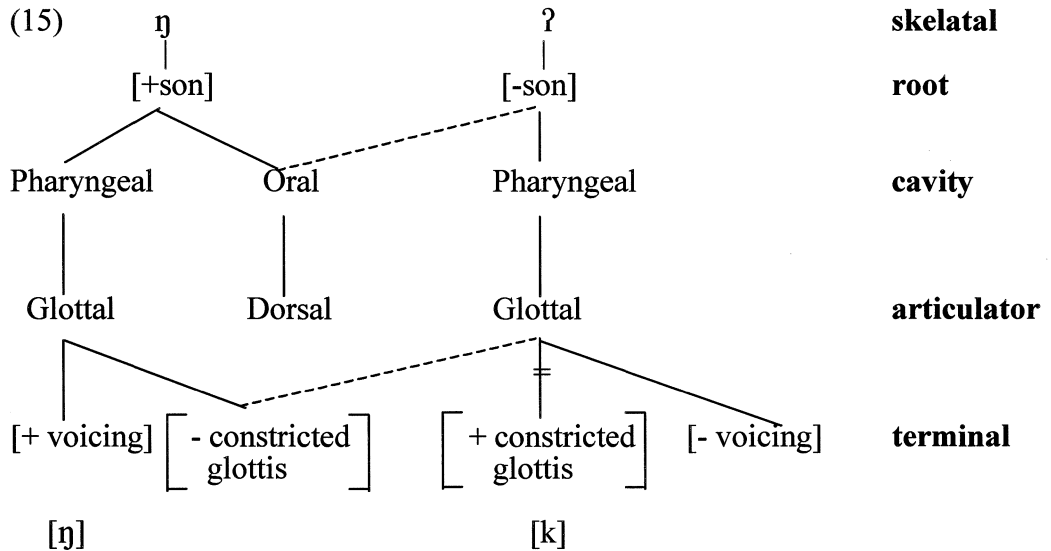 (15) ŋ ʔ skelatal
[+son] [-son] root
Pharyngeal Oral Pharyngeal cavity
Glottal Dorsal Glottal articulator
[+ voicing] [- constricted [+ constricted [- voicing] terminal
glottis] glottis]
[ŋ] [k]